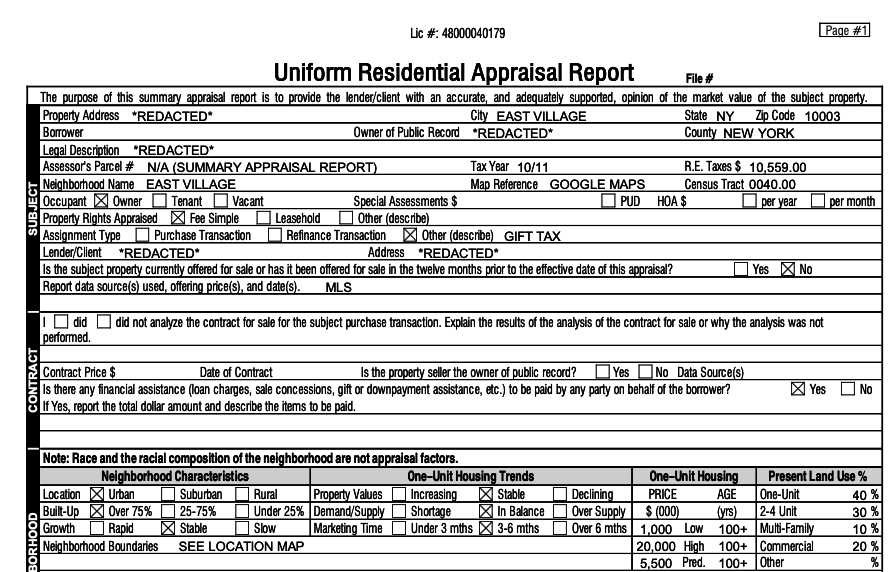 Lic #: 48000040179
Page #1
Uniform Residential Appraisal Report File #
The purpose of this summary appraisal report is to provide the lender/client with an accurate, and adequately supported, opinion of the market value of the subject property.
SUBJECT
Property Address *REDACTED* City EAST VILLAGE State NY Zip Code 10003
Borrower Owner of Public Record *REDACTED* County NEW YORK
Legal Description *REDACTED*
Assessor's Parcel # N/A (SUMMARY APPRAISAL REPORT) Tax Year 10/11 R.E. Taxes $ 10,559.00
Neighborhood Name EAST VILLAGE Map Reference GOOGLE MAPS Census Tract 0040.00
Occupant ☒ Owner ☐ Tenant ☐ Vacant Special Assessments $ ☐ PUD HOA $ ☐ per year ☐ per month
Property Rights Appraised ☒ Fee Simple ☐ Leasehold ☐ Other (describe)
Assignment Type ☐ Purchase Transaction ☐ Refinance Transaction ☒ Other (describe) GIFT TAX
Lender/Client *REDACTED* Address *REDACTED*
Is the subject property currently offered for sale or has it been offered for sale in the twelve months prior to the effective date of this appraisal? ☐ Yes ☒ No
Report data source(s) used, offering price(s), and date(s). MLS
CONTRACT
I ☐ did ☐ did not analyze the contract for sale for the subject purchase transaction. Explain the results of the analysis of the contract for sale or why the analysis was not
performed.
Contract Price $ Date of Contract Is the property seller the owner of public record? ☐ Yes ☐ No Data Source(s)
Is there any financial assistance (loan charges, sale concessions, gift or downpayment assistance, etc.) to be paid by any party on behalf of the borrower? ☒ Yes ☐ No
If Yes, report the total dollar amount and describe the items to be paid.
BORHOOD
Note: Race and the racial composition of the neighborhood are not appraisal factors.
Neighborhood Characteristics One-Unit Housing Trends One-Unit Housing Present Land Use %
Location ☒ Urban ☐ Suburban ☐ Rural Property Values ☐ Increasing ☒ Stable ☐ Declining PRICE AGE One-Unit 40 %
Built-Up ☒ Over 75% ☐ 25-75% ☐ Under 25% Demand/Supply ☐ Shortage ☒ In Balance ☐ Over Supply $ (000) (yrs) 2-4 Unit 30 %
Growth ☐ Rapid ☒ Stable ☐ Slow Marketing Time ☐ Under 3 mths ☒ 3-6 mths ☐ Over 6 mths 1,000 Low 100+ Multi-Family 10 %
Neighborhood Boundaries SEE LOCATION MAP 20,000 High 100+ Commercial 20 %
5,500 Pred. 100+ Other %